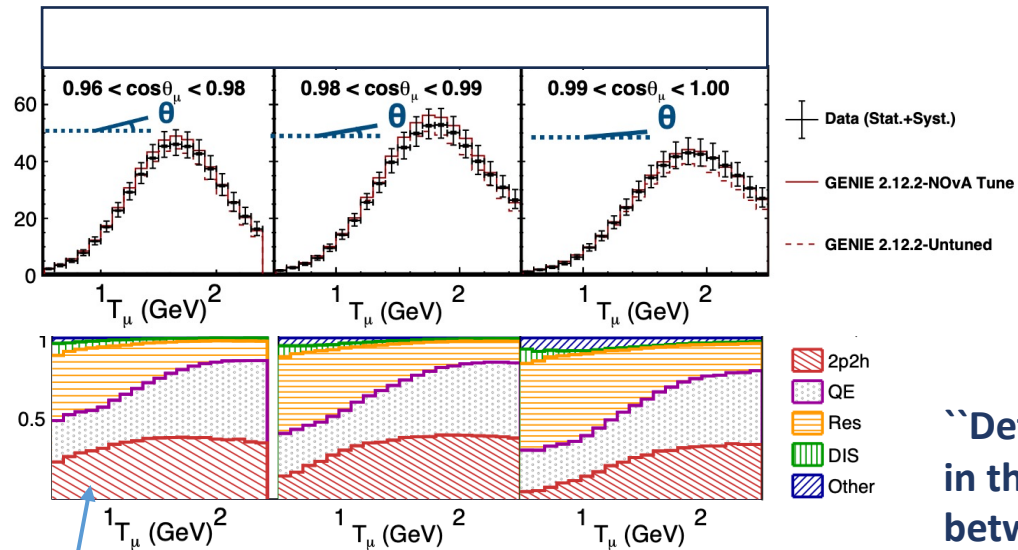 0.96 < cosθμ < 0.98
0.98 < cosθμ < 0.99
0.99 < cosθμ < 1.00
θ
θ
θ
60
40
20
0
1 2
Tμ (GeV)
1 2
Tμ (GeV)
1 2
Tμ (GeV)
Data (Stat.+Syst.)
GENIE 2.12.2-NOvA Tune
GENIE 2.12.2-Untuned
1
0.5
1 2
Tμ (GeV)
1 2
Tμ (GeV)
1 2
Tμ (GeV)
2p2h
QE
Res
DIS
Other
``De
in th
betw